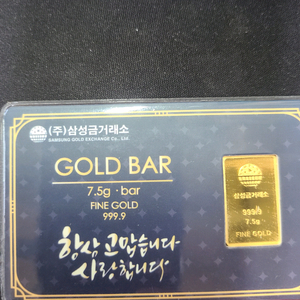 (주)삼성금거래소
SAMSUNG GOLD EXCHANGE Co., Ltd.
GOLD BAR
7.5g · bar
FINE GOLD
999.9
항상 고맙습니다
사랑합니다
삼성금거래소
999.9
7.5g
FINE GOLD